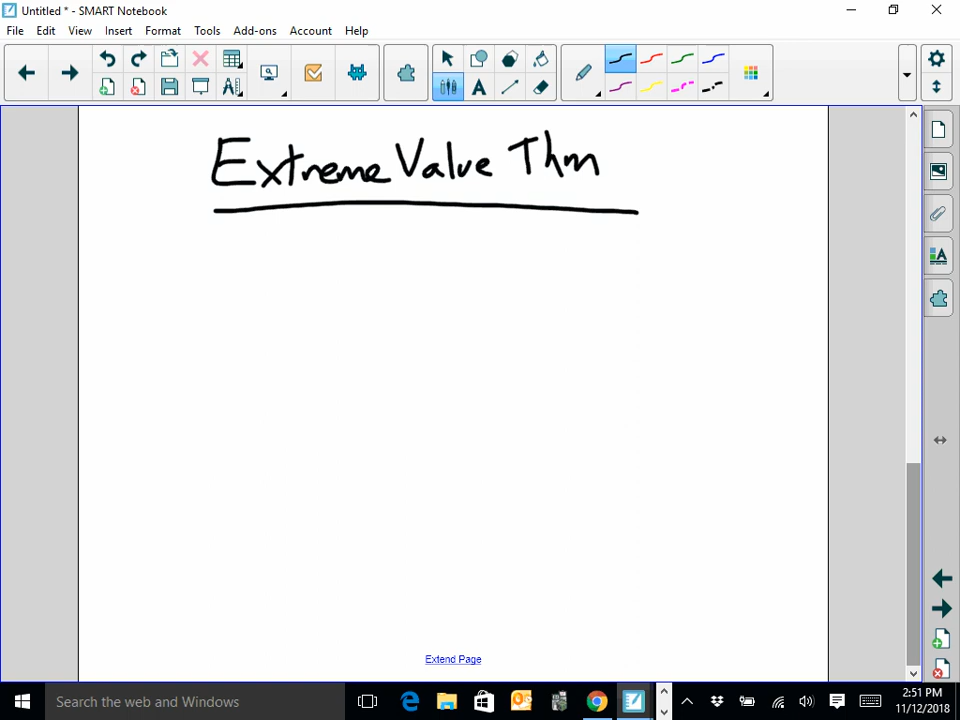 Untitled * - SMART Notebook
File Edit View Insert Format Tools Add-ons Account Help
Extreme Value Thm
Extend Page
Search the web and Windows
2:51 PM
11/12/2018